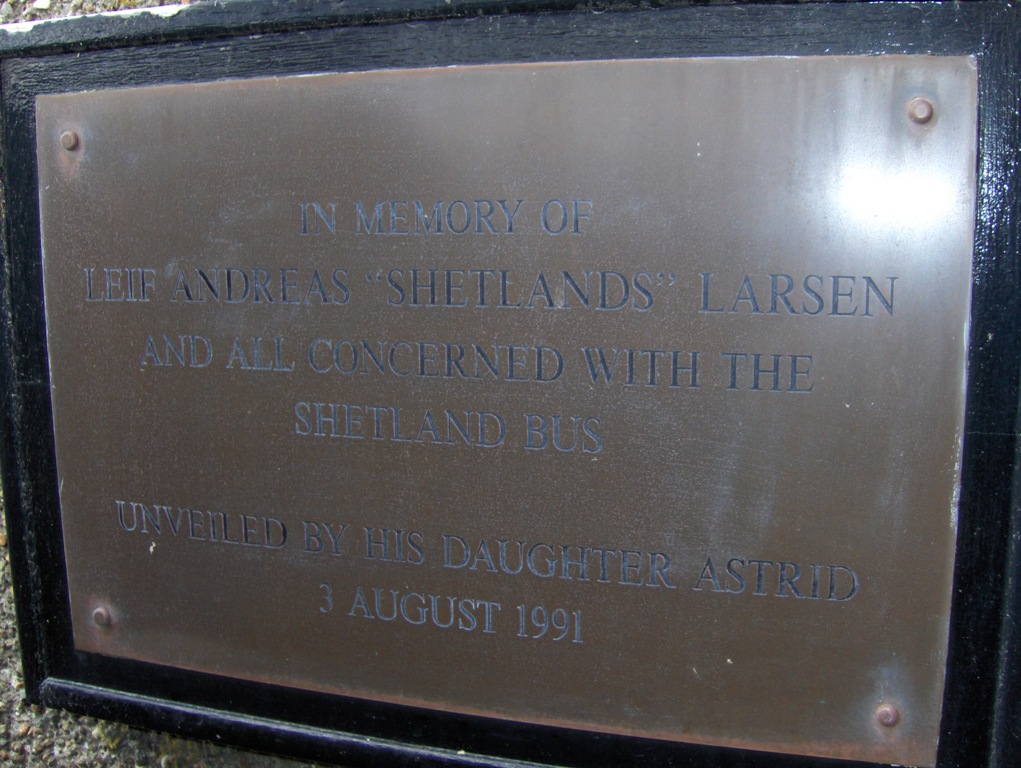 IN MEMORY OF
LEIF ANDREAS “SHETLANDS” LARSEN
AND ALL CONCERNED WITH THE
SHETLAND BUS
UNVEILED BY HIS DAUGHTER ASTRID
3 AUGUST 1991